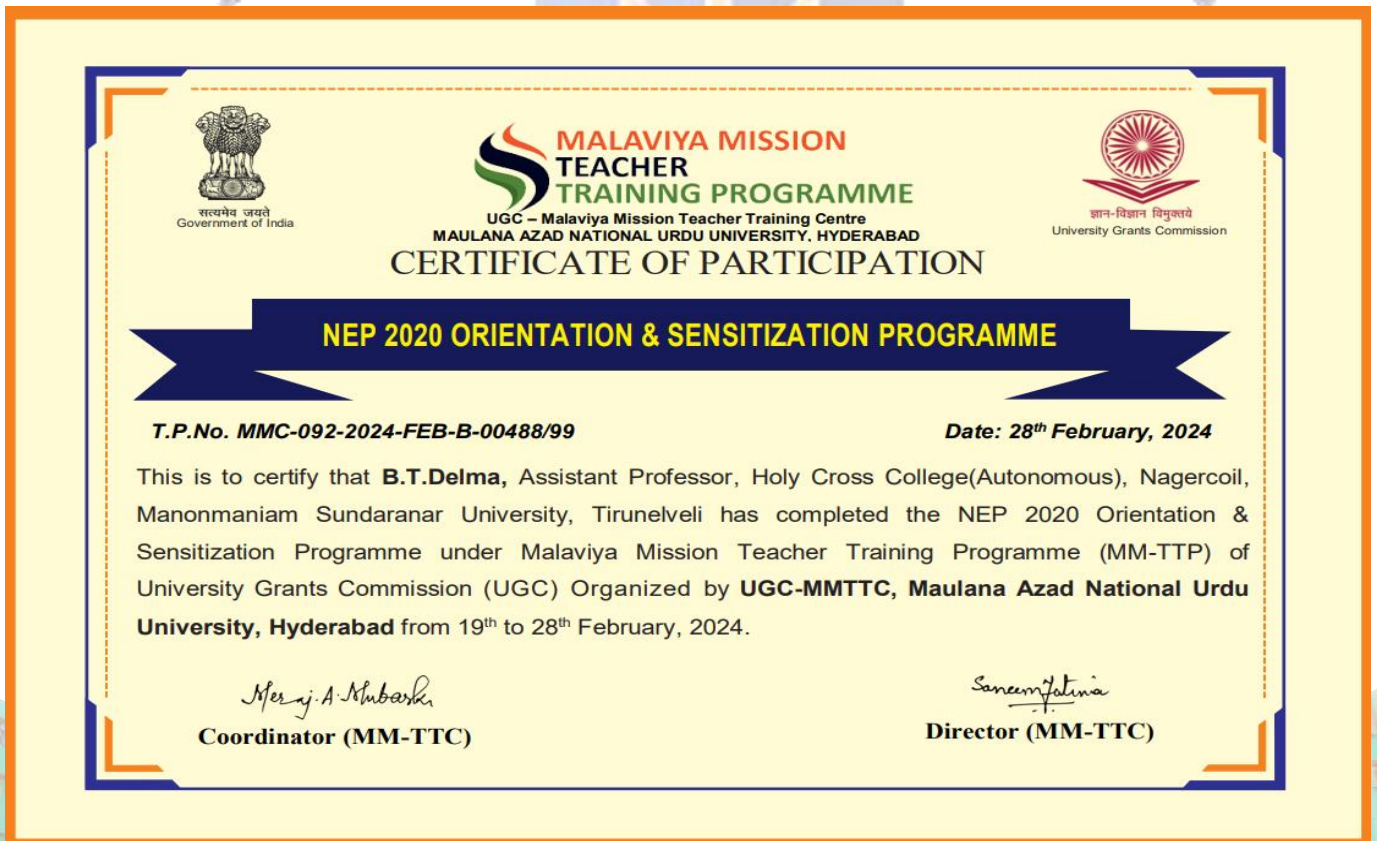 सत्यमेव जयते
Government of India
MALAVIYA MISSION
TEACHER
TRAINING PROGRAMME
UGC – Malaviya Mission Teacher Training Centre
MAULANA AZAD NATIONAL URDU UNIVERSITY, HYDERABAD
ज्ञान-विज्ञान विमुक्तये
University Grants Commission
CERTIFICATE OF PARTICIPATION
NEP 2020 ORIENTATION & SENSITIZATION PROGRAMME
T.P.No. MMC-092-2024-FEB-B-00488/99 Date: 28th February, 2024
This is to certify that B.T.Delma, Assistant Professor, Holy Cross College(Autonomous), Nagercoil,
Manonmaniam Sundaranar University, Tirunelveli has completed the NEP 2020 Orientation &
Sensitization Programme under Malaviya Mission Teacher Training Programme (MM-TTP) of
University Grants Commission (UGC) Organized by UGC-MMTTC, Maulana Azad National Urdu
University, Hyderabad from 19th to 28th February, 2024.
Coordinator (MM-TTC)
Director (MM-TTC)